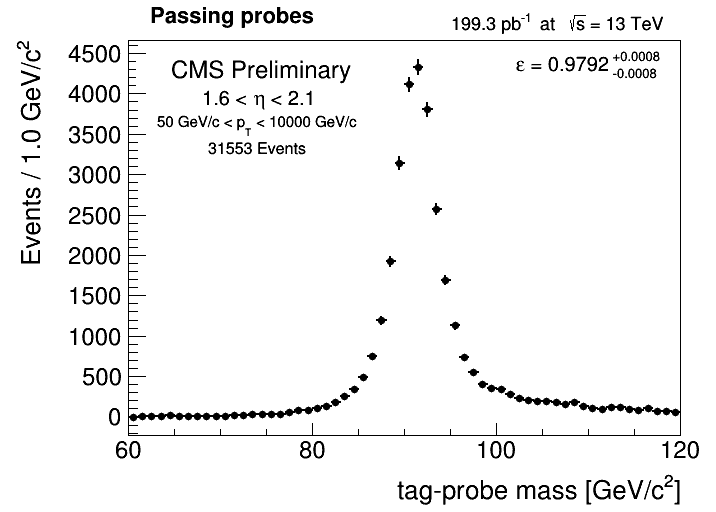 Passing probes
199.3 pb⁻¹ at √s = 13 TeV
CMS Preliminary
1.6 < η < 2.1
50 GeV/c < p_T < 10000 GeV/c
31553 Events
ε = 0.9792 +0.0008 -0.0008
Events / 1.0 GeV/c²
4500
4000
3500
3000
2500
2000
1500
1000
500
0
60 80 100 120
tag-probe mass [GeV/c²]